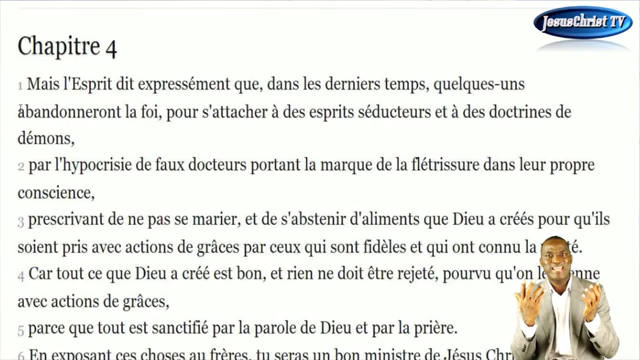 JesusChrist TV
Chapitre 4
1 Mais l'Esprit dit expressément que, dans les derniers temps, quelques-uns
abandonneront la foi, pour s'attacher à des esprits séducteurs et à des doctrines de
démons,
2 par l'hypocrisie de faux docteurs portant la marque de la flétrissure dans leur propre
conscience,
3 prescrivant de ne pas se marier, et de s'abstenir d'aliments que Dieu a créés pour qu'ils
soient pris avec actions de grâces par ceux qui sont fidèles et qui ont connu la
4 Car tout ce que Dieu a créé est bon, et rien ne doit être rejeté, pourvu qu'on
avec actions de grâces,
5 parce que tout est sanctifié par la parole de Dieu et par la prière.
6 En exposant ces choses au frères, tu seras un bon ministre de Jésus